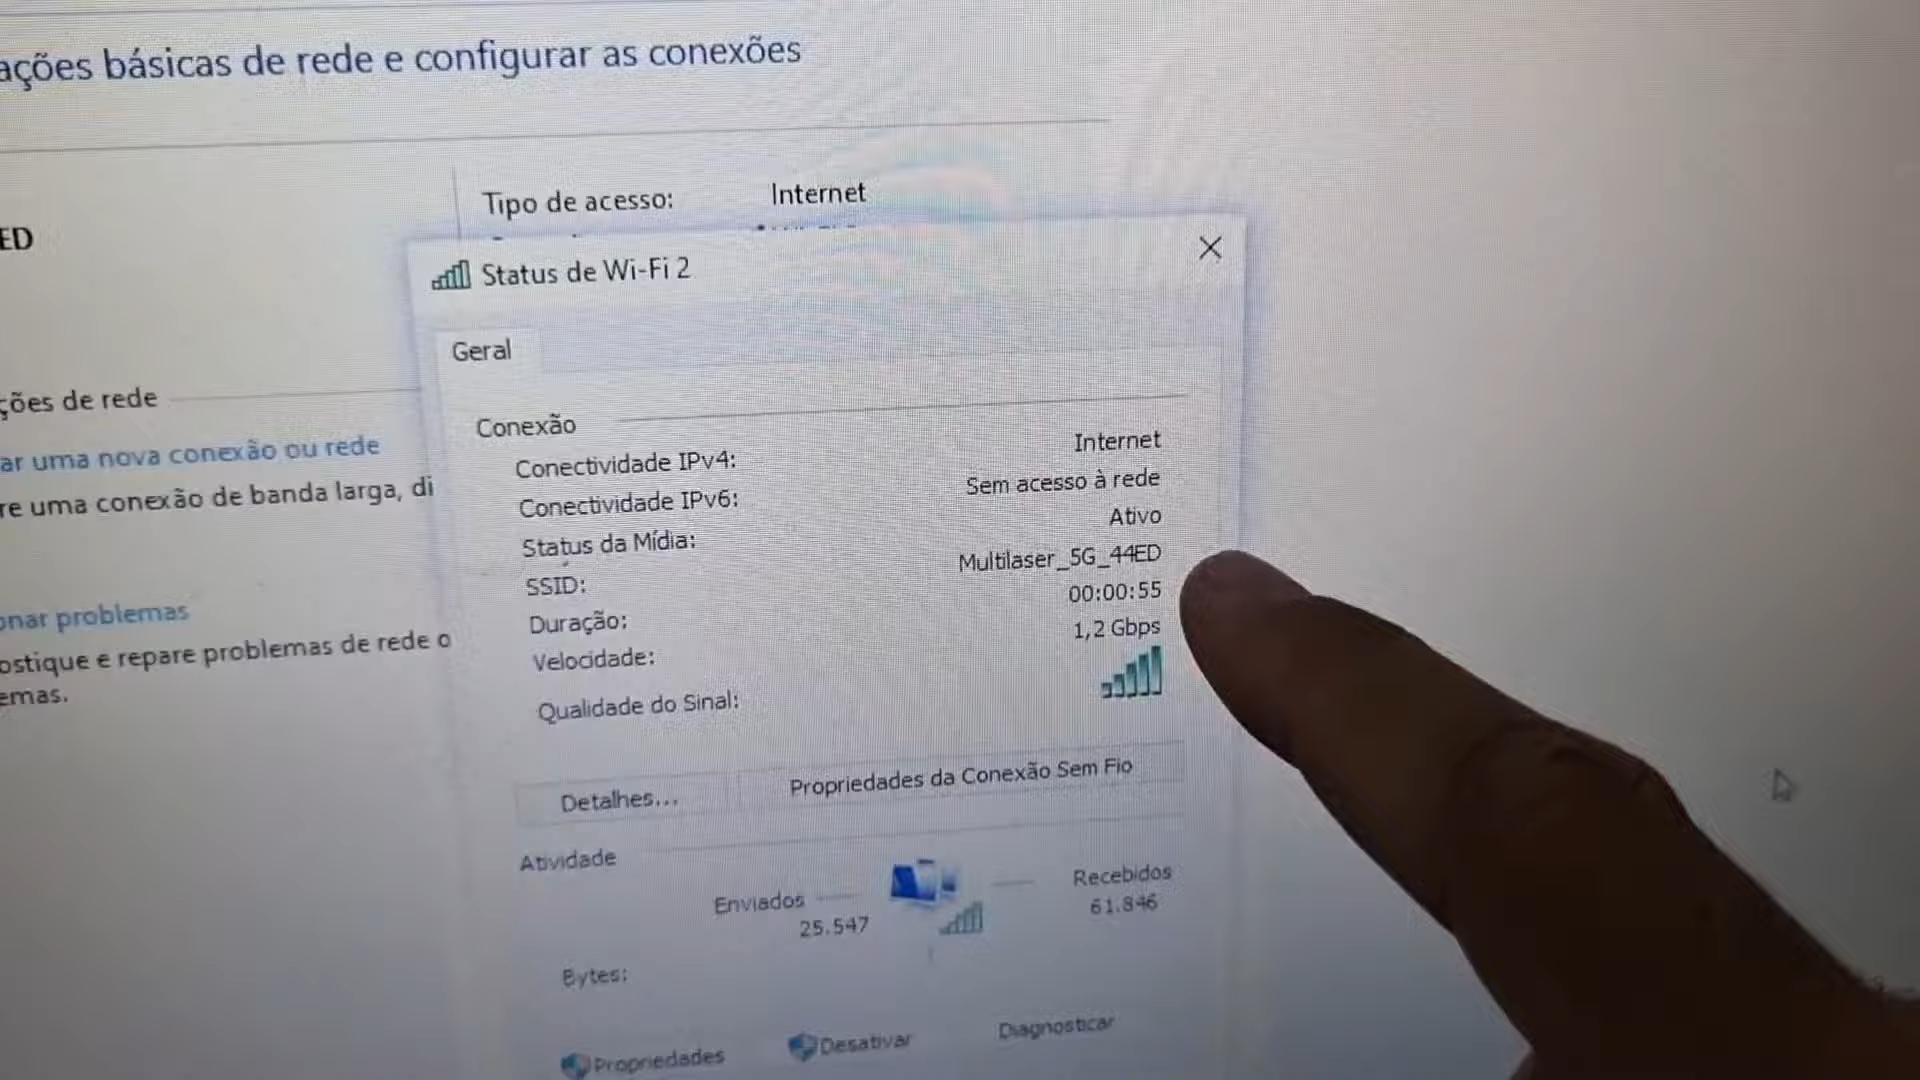 ações básicas de rede e configurar as conexões
Tipo de acesso: Internet
ED
Status de Wi-Fi 2
Geral
ções de rede
Conexão
ar uma nova conexão ou rede
Conectividade IPv4: Internet
re uma conexão de banda larga, di
Conectividade IPv6: Sem acesso à rede
Status da Mídia: Ativo
SSID: Multilaser_5G_44ED
onar problemas
Duração: 00:00:55
ostique e repare problemas de rede o
Velocidade: 1,2 Gbps
emas.
Qualidade do Sinal:
Detalhes... Propriedades da Conexão Sem Fio
Atividade
Enviados Recebidos
25.547 61.846
Bytes:
Propriedades Desativar Diagnosticar